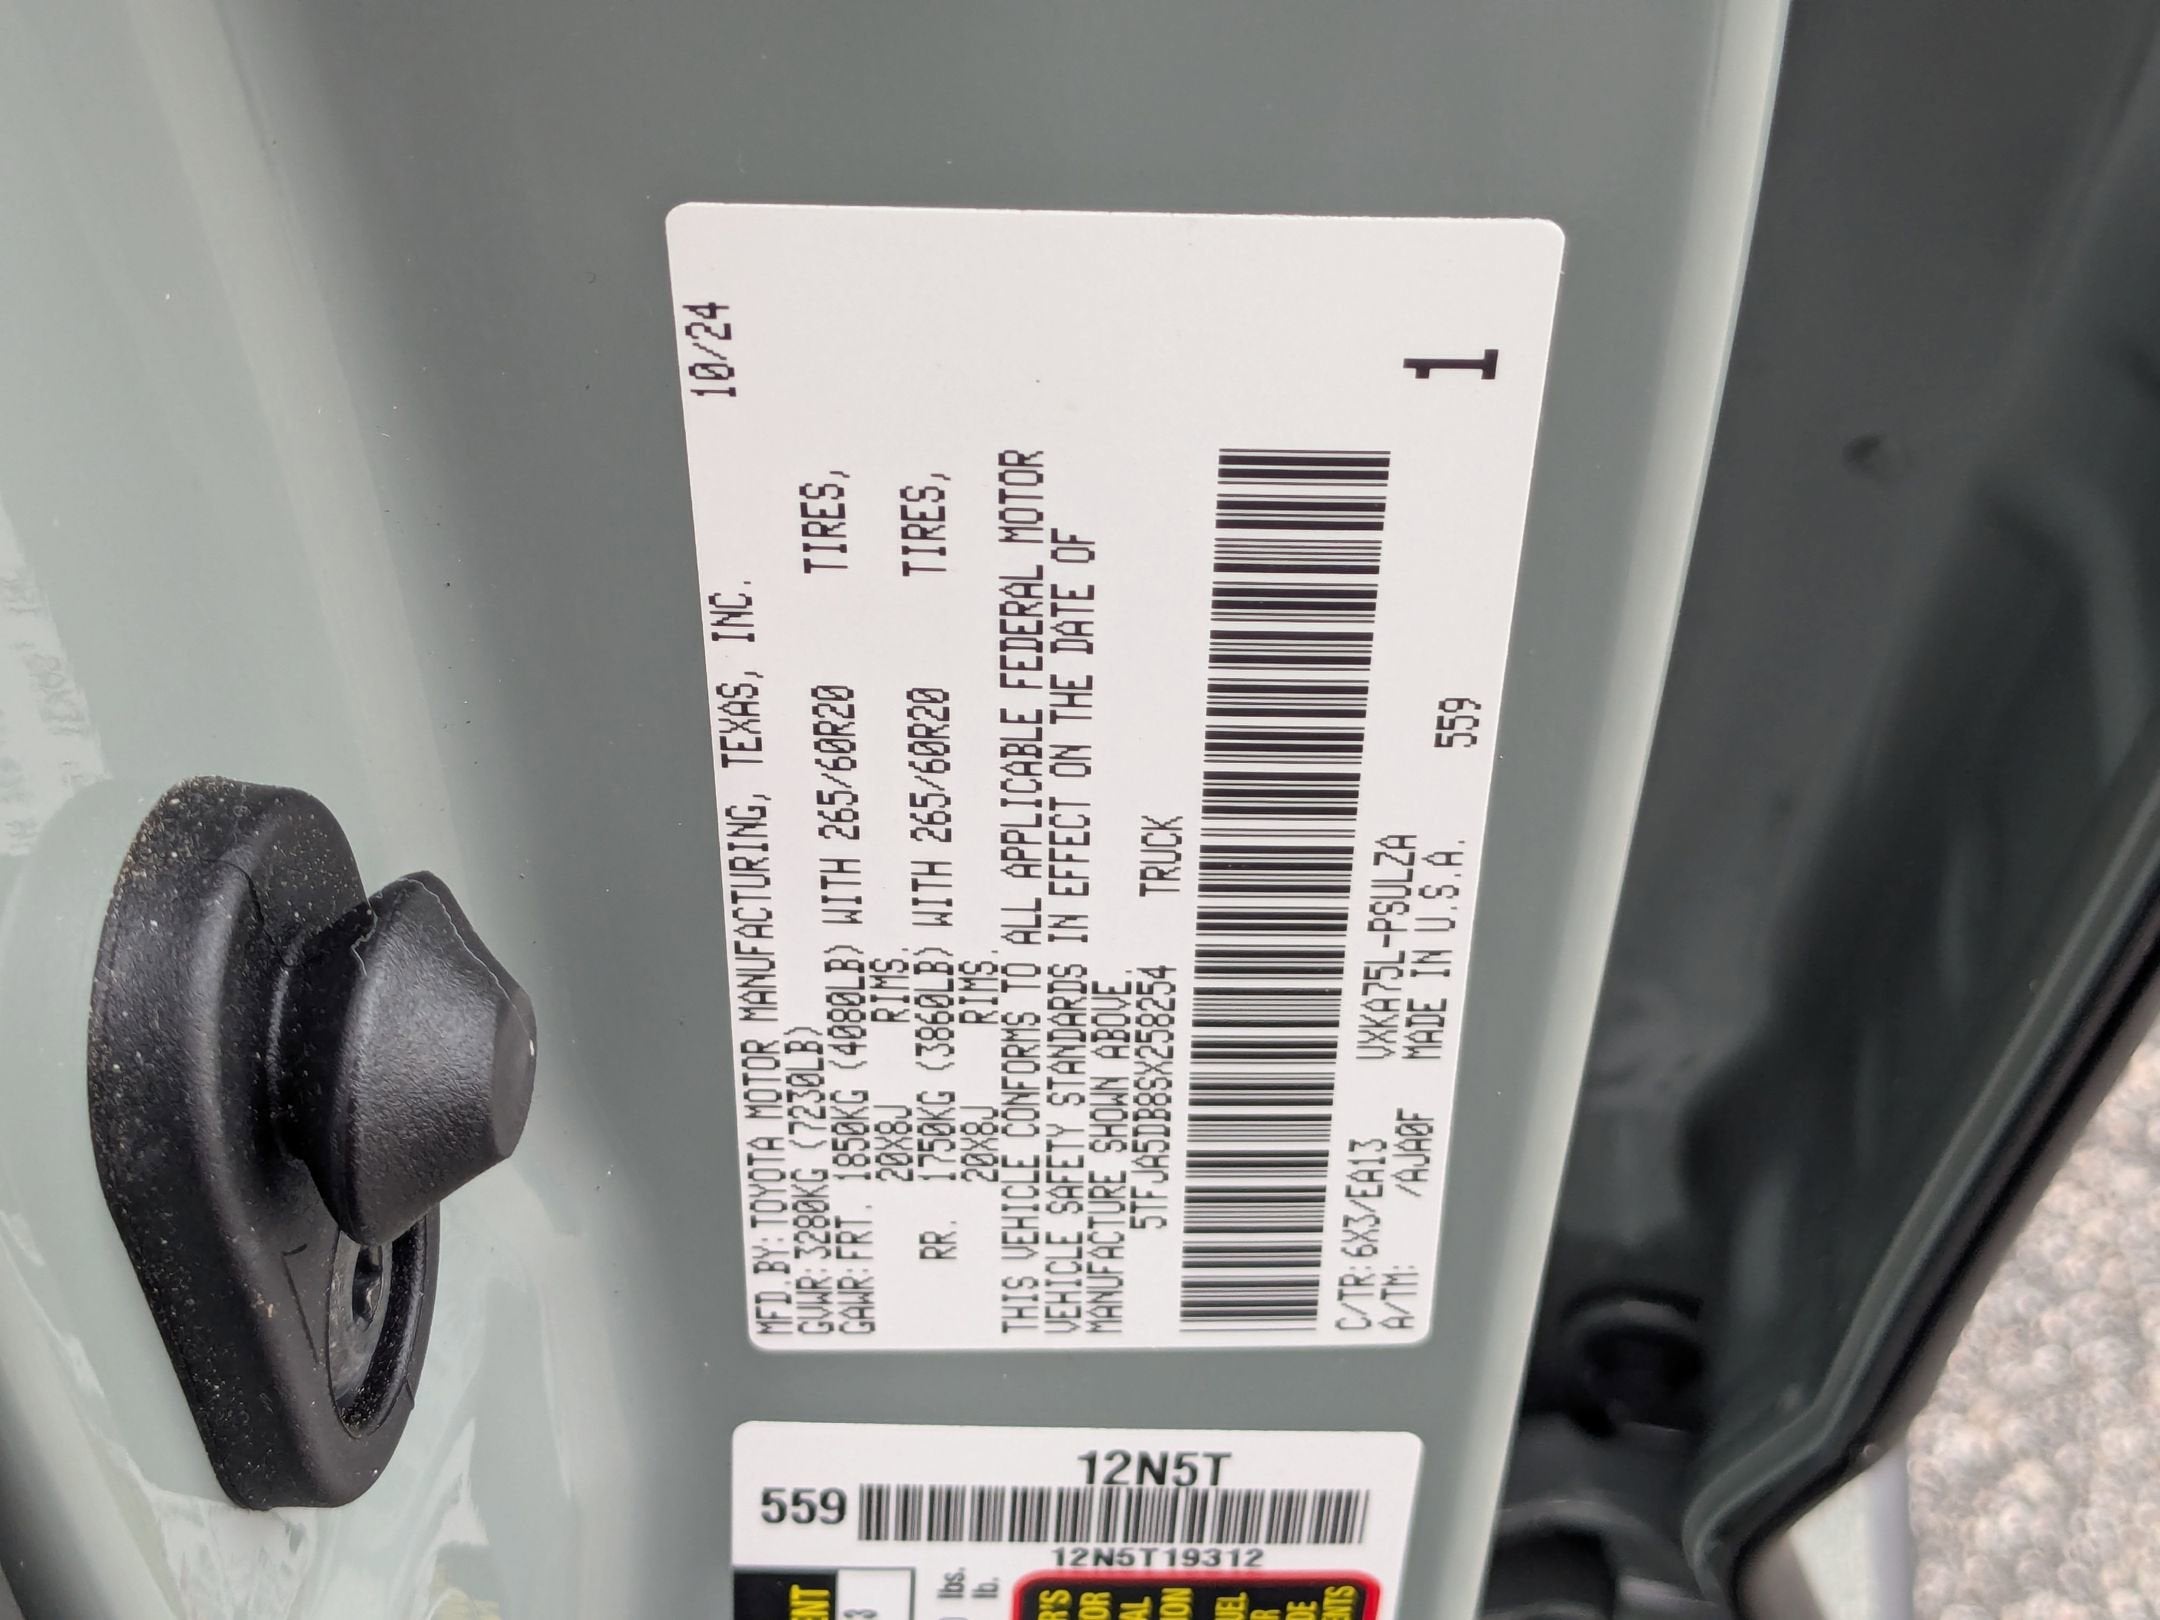 MFD.BY:TOYOTA MOTOR MANUFACTURING, TEXAS, INC. 10/24
GVWR:3280KG (7230LB)
GAWR:FRT. 1850KG (4080LB) WITH 265/60R20 TIRES,
20X8J RIMS,
RR. 1750KG (3860LB) WITH 265/60R20 TIRES,
20X8J RIMS,
THIS VEHICLE CONFORMS TO ALL APPLICABLE FEDERAL MOTOR
VEHICLE SAFETY STANDARDS IN EFFECT ON THE DATE OF
MANUFACTURE SHOWN ABOVE.
5TFJA5DB8SX258254 TRUCK
C/TR:6X3/EA13 VXKA75L-PSULZA
A/TM: /AJA0F MADE IN U.S.A. 559 1
12N5T
559
12N5T19312
lbs.
lb.